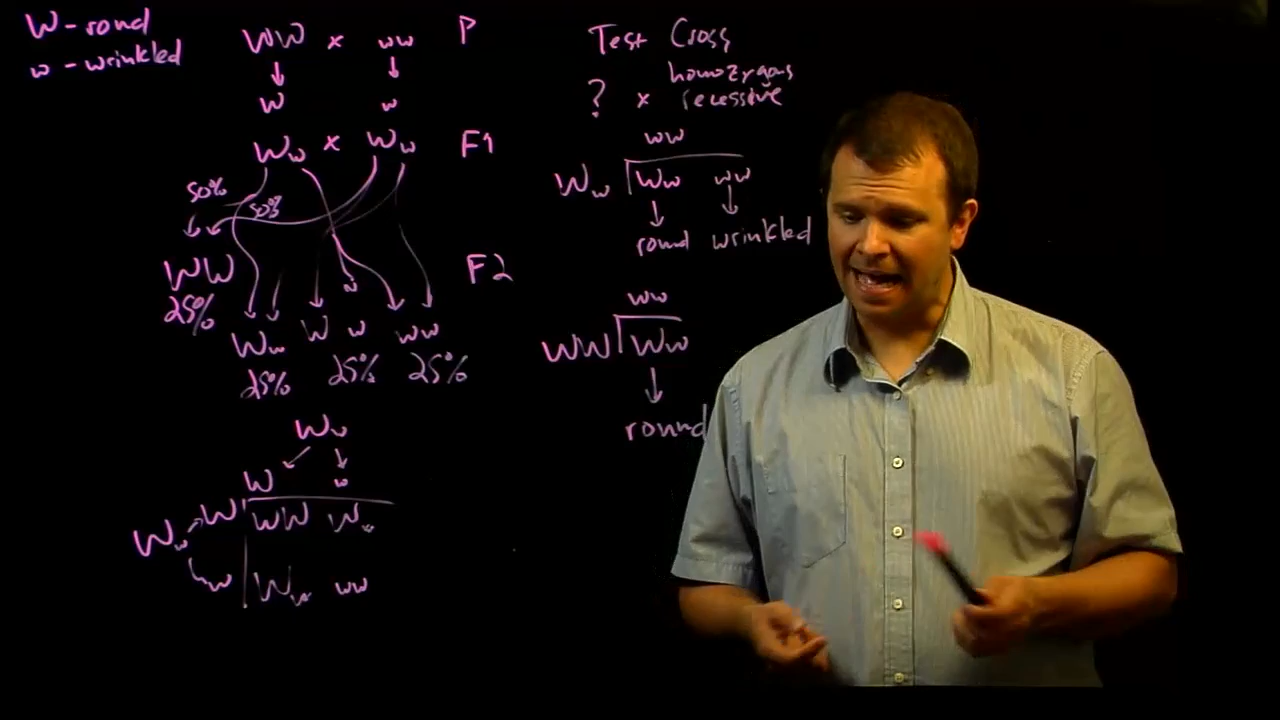 W - round
w - wrinkled
WW x ww P
W w
Ww x Ww F1
50%
50%
WW F2
25%
w
Ww W w ww
25% 25% 25%
Ww
W w
W WW Ww
Ww
w Ww ww
Test Cross
? x homozygous
recessive
ww
Ww Ww ww
round wrinkled
ww
WW Ww
round